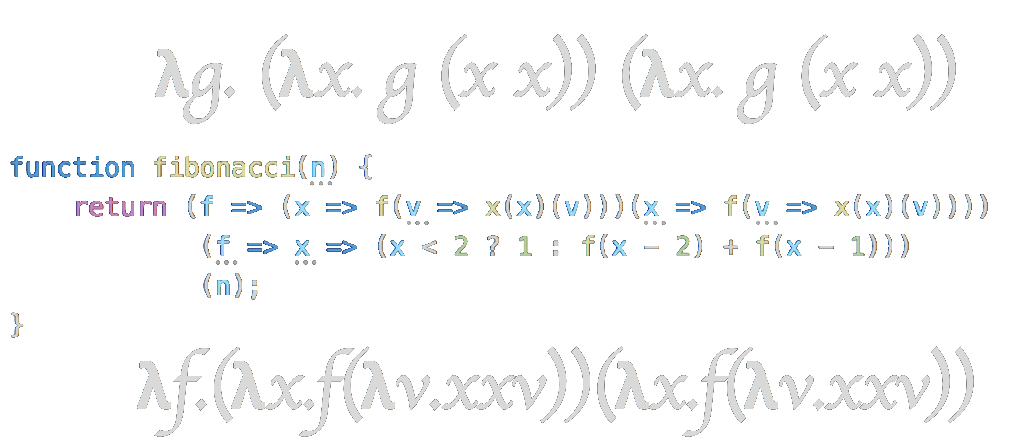 λg. (λx. g (x x)) (λx. g (x x))
function fibonacci(n) {
return (f => (x => f(v => x(x)(v)))(x => f(v => x(x)(v))))
(f => x => (x < 2 ? 1 : f(x - 2) + f(x - 1)))
(n);
}
λf.(λx.f(λv.xxv))(λx.f(λv.xxv))